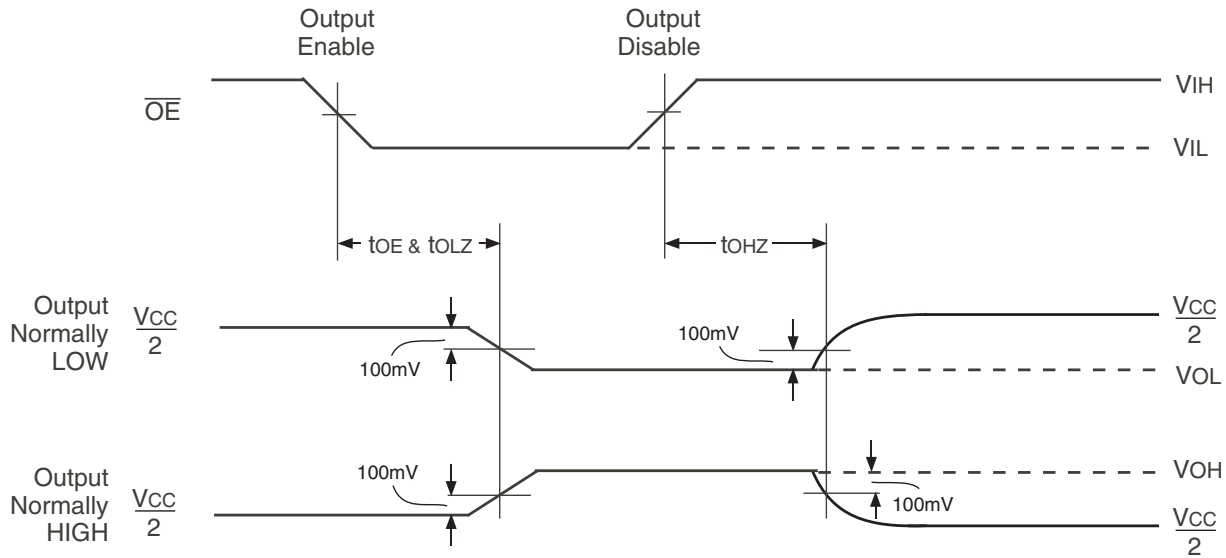 Output
Enable
Output
Disable
OE
VIH
VIL
tOE & tOLZ
tOHZ
Output
Normally
LOW
VCC
2
100mV
100mV
VCC
2
VOL
Output
Normally
HIGH
VCC
2
100mV
100mV
VOH
VCC
2